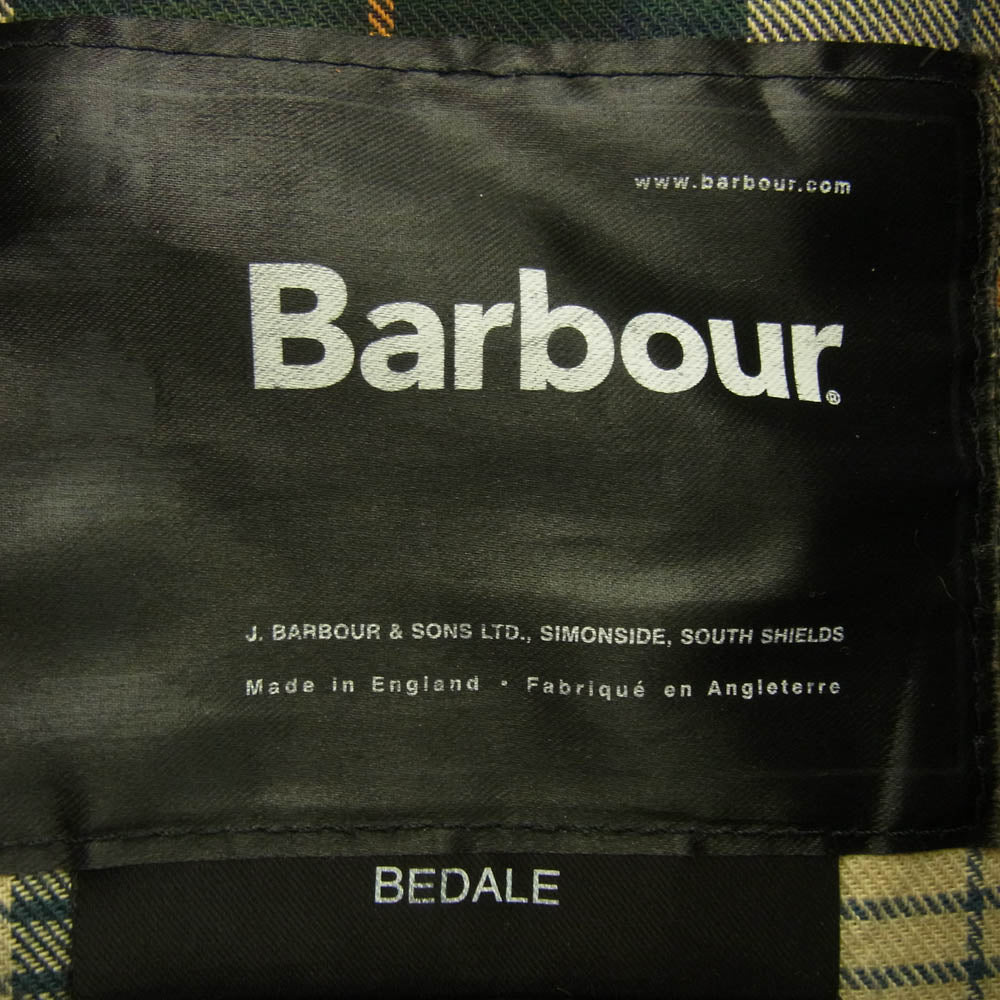 www.barbour.com
Barbour®
J. BARBOUR & SONS LTD., SIMONSIDE, SOUTH SHIELDS
Made in England • Fabriqué en Angleterre
BEDALE